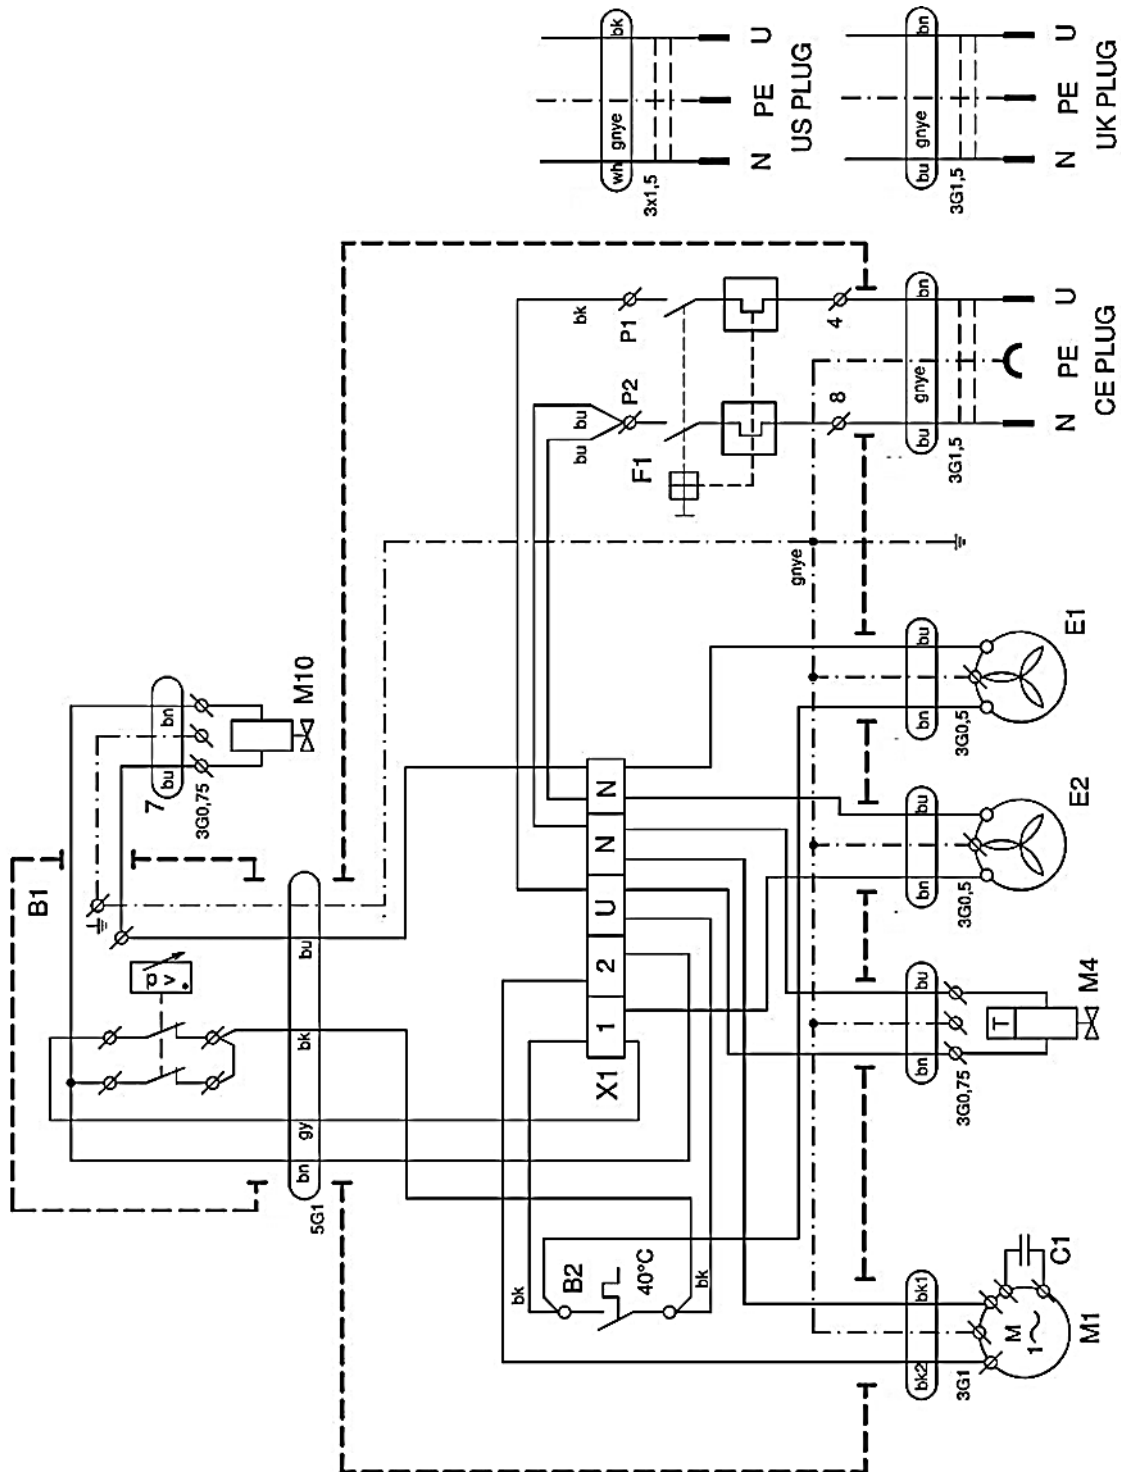 bk
gnye
wh
3x1,5
U
PE
N
US PLUG
bn
gnye
bu
3G1,5
U
PE
N
UK PLUG
bk
P1
bu
bu
P2
F1
4
8
bn
gnye
bu
3G1,5
U
PE
N
CE PLUG
gnye
M10
bn
bu
7
3G0,75
B1
p
v
bu
bk
gy
bn
5G1
N
N
U
2
1
X1
bu
bn
3G0,5
E1
bu
bn
3G0,5
E2
bu
bn
3G0,75
T
M4
bk
B2
40°C
bk
bk1
bk2
3G1
M
1~
C1
M1